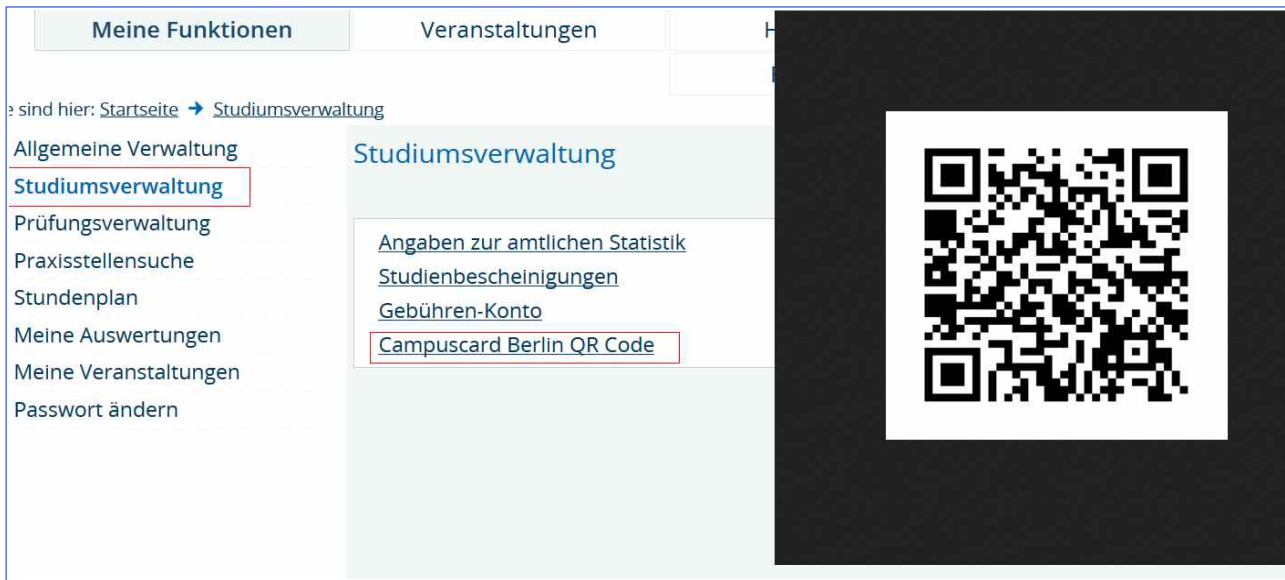 Meine Funktionen
Veranstaltungen
sind hier: Startseite → Studiumsverwaltung
Allgemeine Verwaltung
Studiumsverwaltung
Prüfungsverwaltung
Praxisstellensuche
Stundenplan
Meine Auswertungen
Meine Veranstaltungen
Passwort ändern
Studiumsverwaltung
Angaben zur amtlichen Statistik
Studienbescheinigungen
Gebühren-Konto
Campuscard Berlin QR Code